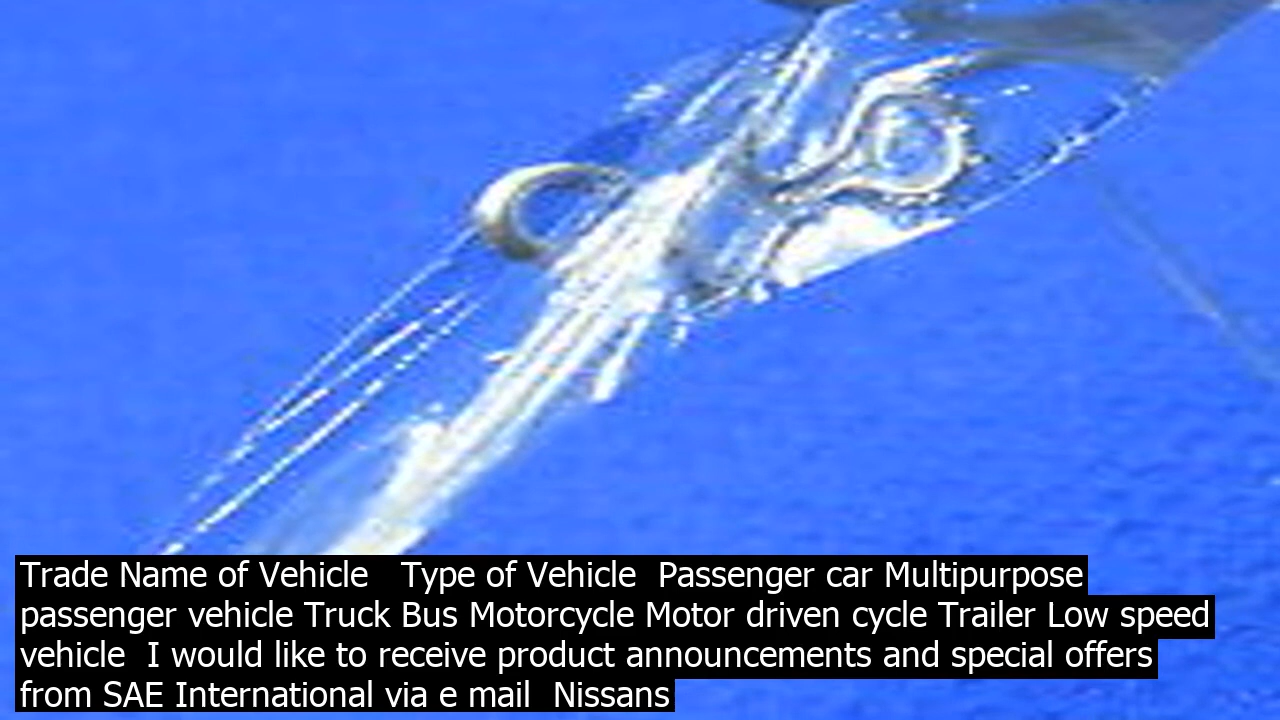 Trade Name of Vehicle   Type of Vehicle  Passenger car Multipurpose
passenger vehicle Truck Bus Motorcycle Motor driven cycle Trailer Low speed
vehicle  I would like to receive product announcements and special offers
from SAE International via e mail  Nissans